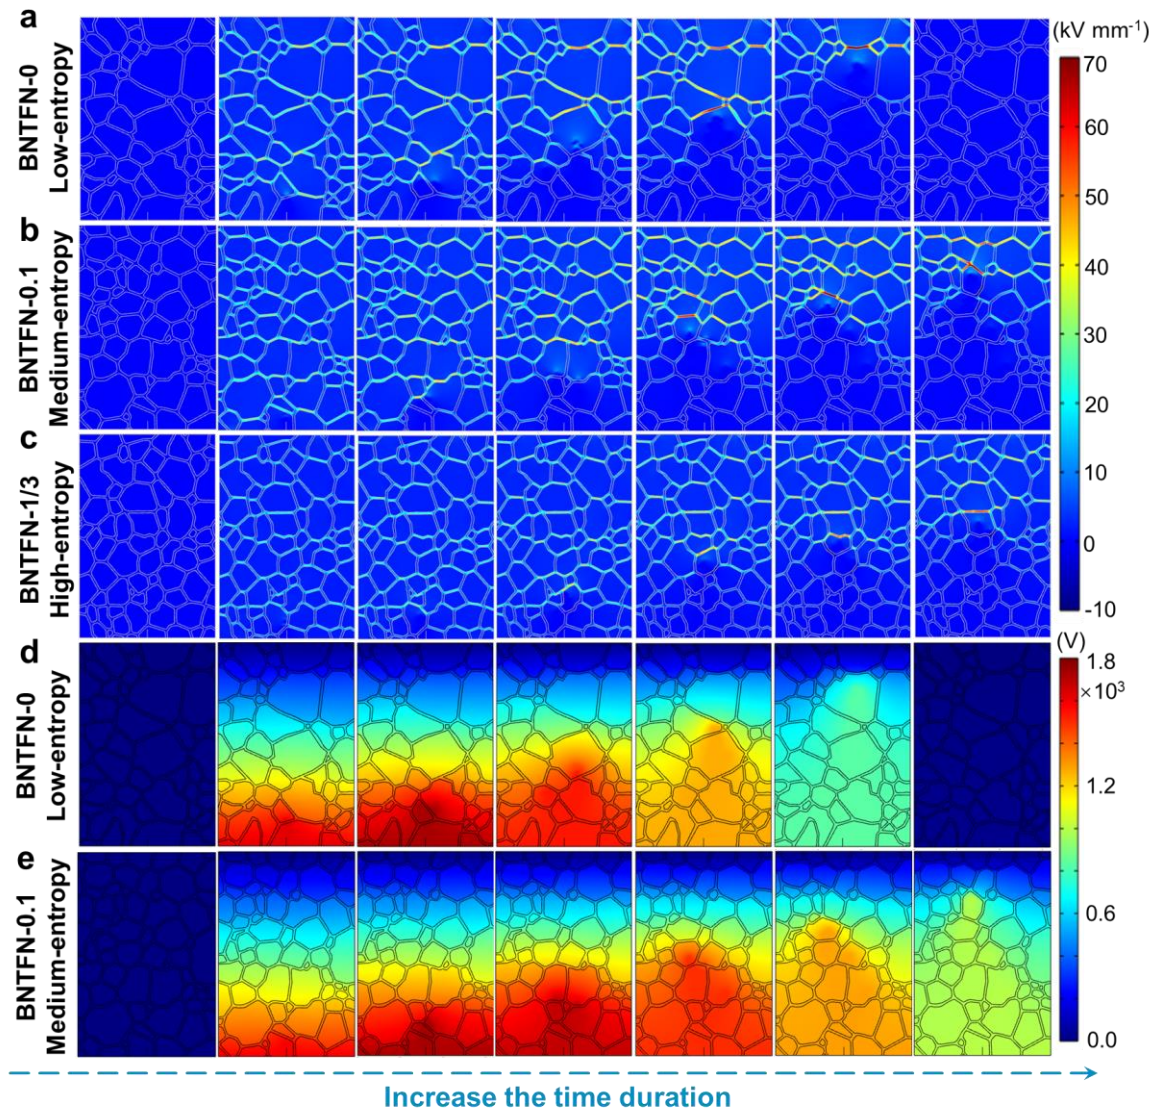 a
BNTFN-0
Low-entropy
b
BNTFN-0.1
Medium-entropy
c
BNTFN-1/3
High-entropy
d
BNTFN-0
Low-entropy
e
BNTFN-0.1
Medium-entropy
(kV mm⁻¹)
70
60
50
40
30
20
10
0
-10
(V)
1.8
×10³
1.2
0.6
0.0
Increase the time duration